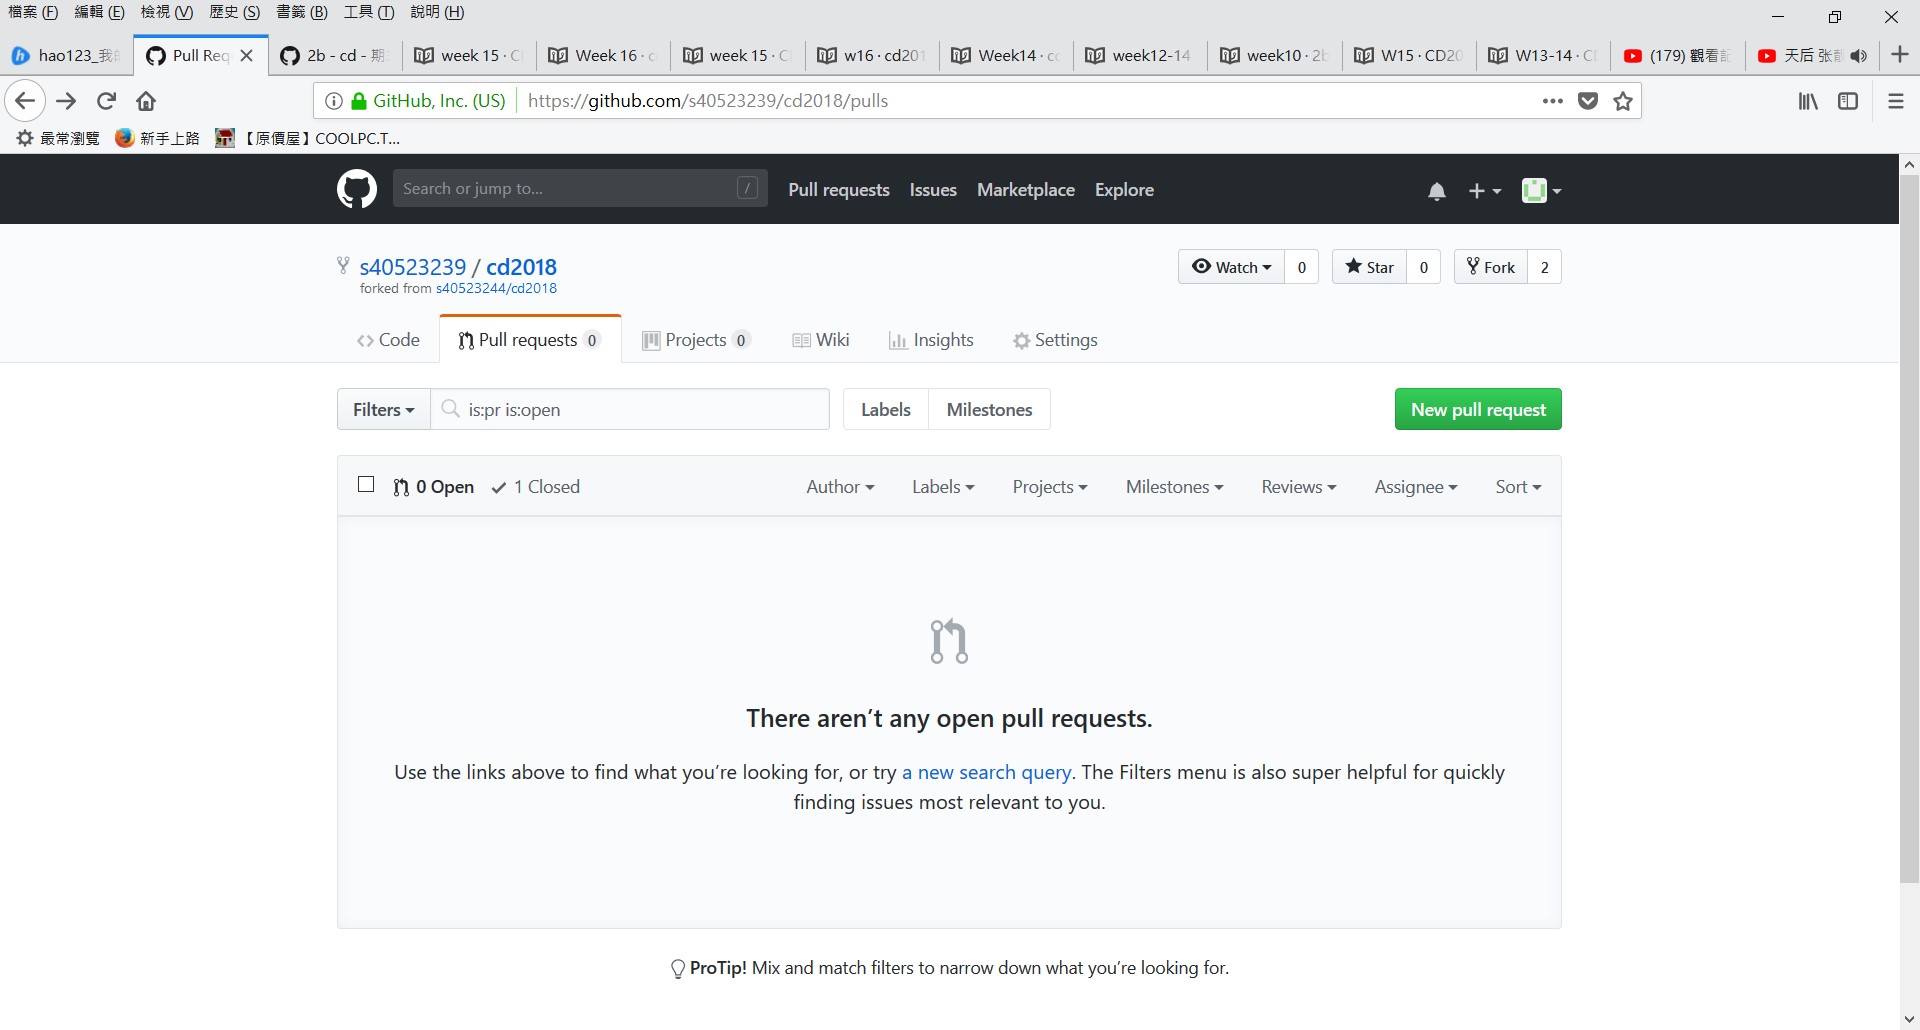 檔案 (F) 編輯 (E) 檢視 (V) 歷史 (S) 書籤 (B) 工具 (T) 說明 (H)
hao123_我的 Pull Req 2b - cd - 期 week 15 · C Week 16 · c week 15 · C w16 · cd201 Week14 · cc week12-14 week10 · 2b W15 · CD20 W13-14 · C (179) 觀看記 天后 张
GitHub, Inc. (US) https://github.com/s40523239/cd2018/pulls
最常瀏覽 新手上路 【原價屋】COOLPC.T...
Search or jump to... / Pull requests Issues Marketplace Explore
s40523239 / cd2018 Watch 0 Star 0 Fork 2
forked from s40523244/cd2018
Code Pull requests 0 Projects 0 Wiki Insights Settings
Filters is:pr is:open Labels Milestones New pull request
0 Open 1 Closed Author Labels Projects Milestones Reviews Assignee Sort
There aren’t any open pull requests.
Use the links above to find what you’re looking for, or try a new search query. The Filters menu is also super helpful for quickly
finding issues most relevant to you.
ProTip! Mix and match filters to narrow down what you’re looking for.